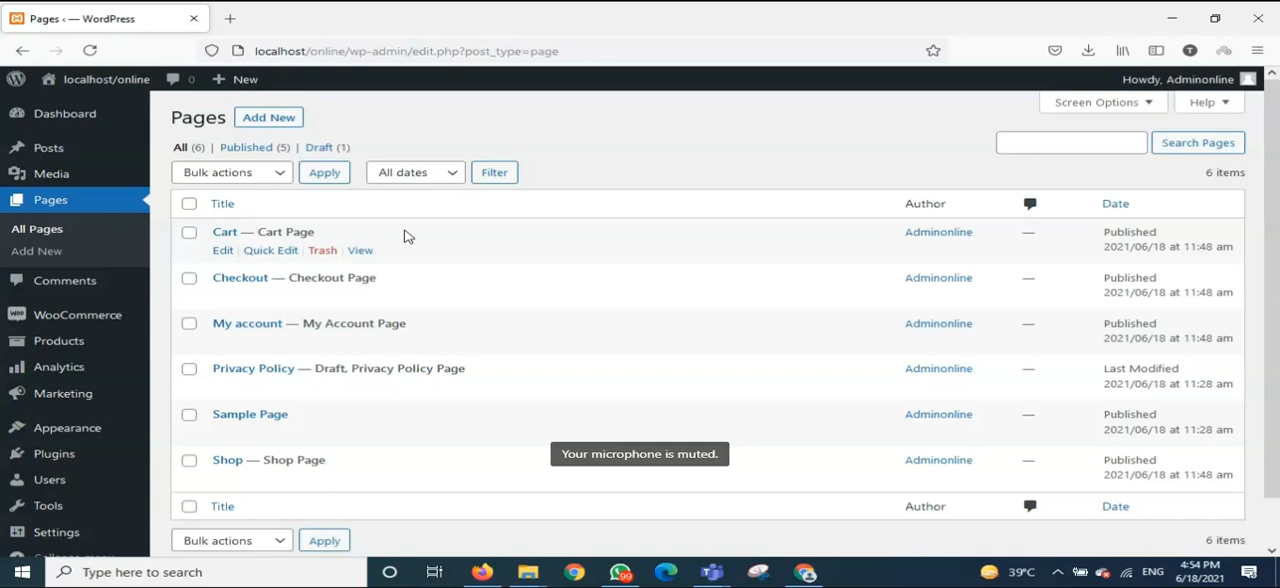 Pages ‹ — WordPress
localhost/online/wp-admin/edit.php?post_type=page
localhost/online 0 New
Howdy, Adminonline
Dashboard
Posts
Media
Pages
All Pages
Add New
Comments
WooCommerce
Products
Analytics
Marketing
Appearance
Plugins
Users
Tools
Settings
Pages Add New
Screen Options Help
All (6) | Published (5) | Draft (1)
Search Pages
Bulk actions Apply All dates Filter
6 items
Title Author Date
Cart — Cart Page Adminonline — Published
Edit | Quick Edit | Trash | View 2021/06/18 at 11:48 am
Checkout — Checkout Page Adminonline — Published
2021/06/18 at 11:48 am
My account — My Account Page Adminonline — Published
2021/06/18 at 11:48 am
Privacy Policy — Draft, Privacy Policy Page Adminonline — Last Modified
2021/06/18 at 11:28 am
Sample Page Adminonline — Published
2021/06/18 at 11:28 am
Your microphone is muted.
Shop — Shop Page Adminonline — Published
2021/06/18 at 11:48 am
Title Author Date
Bulk actions Apply
6 items
Type here to search
99
39°C
ENG
4:54 PM
6/18/2021